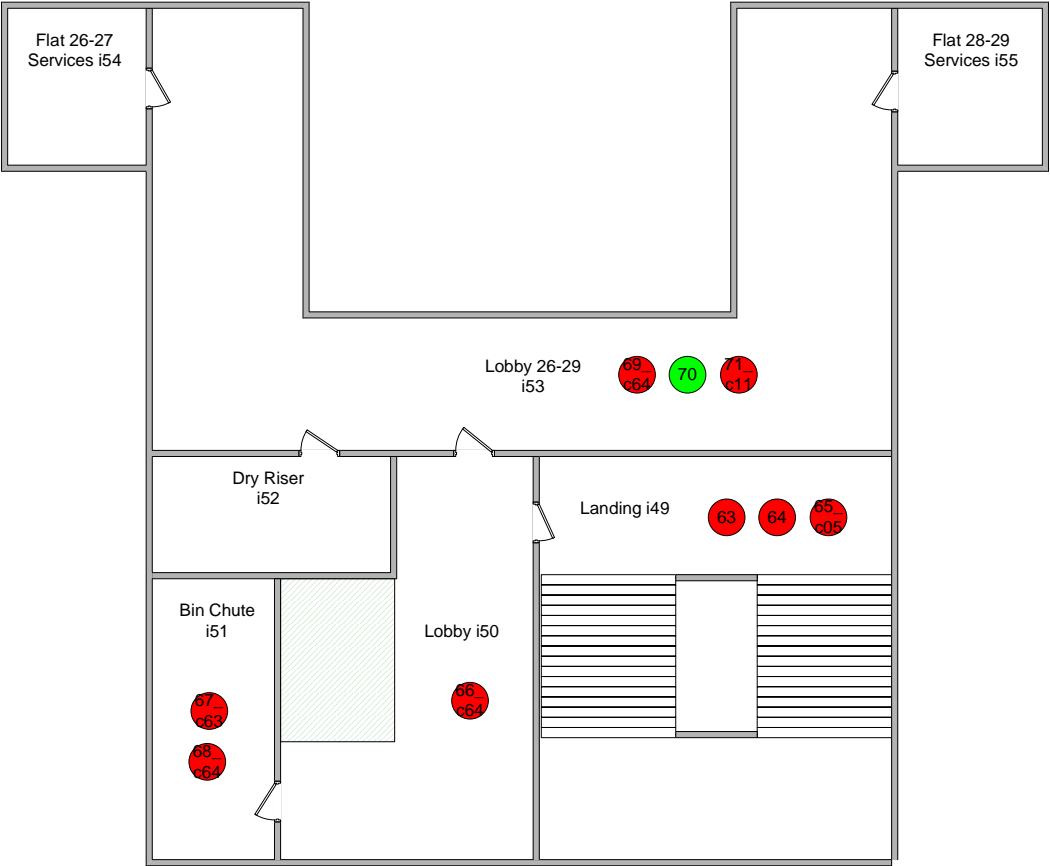 Flat 26-27
Services i54
Flat 28-29
Services i55
Lobby 26-29
i53
69_
c64
70
71_
c11
Dry Riser
i52
Landing i49
63
64
65_
c05
Bin Chute
i51
Lobby i50
66_
c64
67_
c63
68_
c64